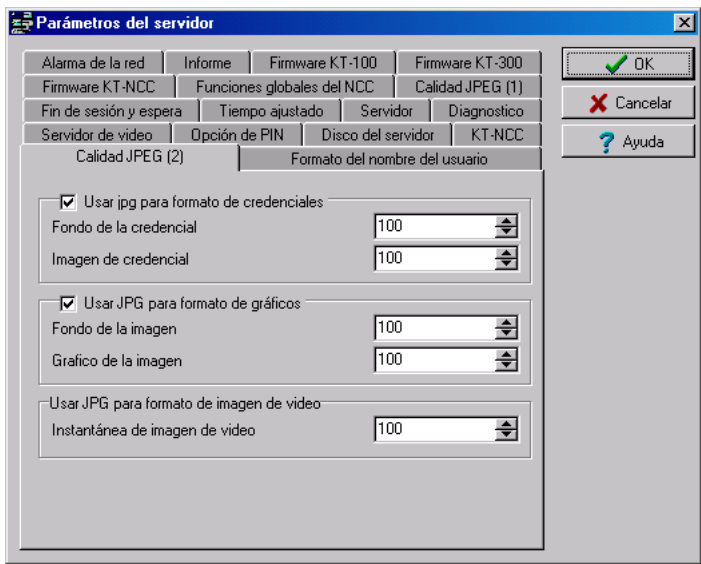 Parámetros del servidor
Alarma de la red Informe Firmware KT-100 Firmware KT-300
Firmware KT-NCC Funciones globales del NCC Calidad JPEG (1)
Fin de sesión y espera Tiempo ajustado Servidor Diagnostico
Servidor de video Opción de PIN Disco del servidor KT-NCC
Calidad JPEG (2) Formato del nombre del usuario
OK
Cancelar
Ayuda
Usar jpg para formato de credenciales
Fondo de la credencial 100
Imagen de credencial 100
Usar JPG para formato de gráficos
Fondo de la imagen 100
Grafico de la imagen 100
Usar JPG para formato de imagen de video
Instantánea de imagen de video 100